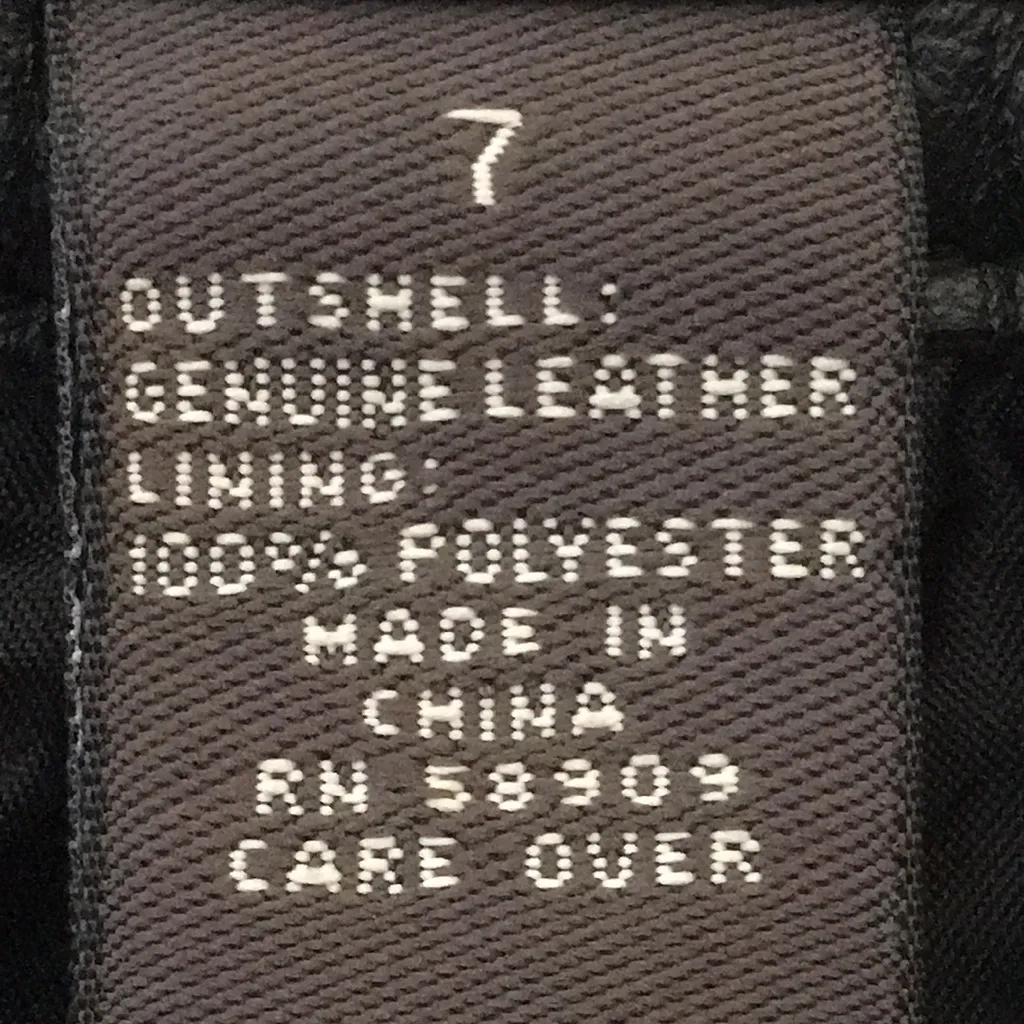 7
OUTSHELL:
GENUINE LEATHER
LINING:
100% POLYESTER
MADE IN
CHINA
RN 58909
CARE OVER